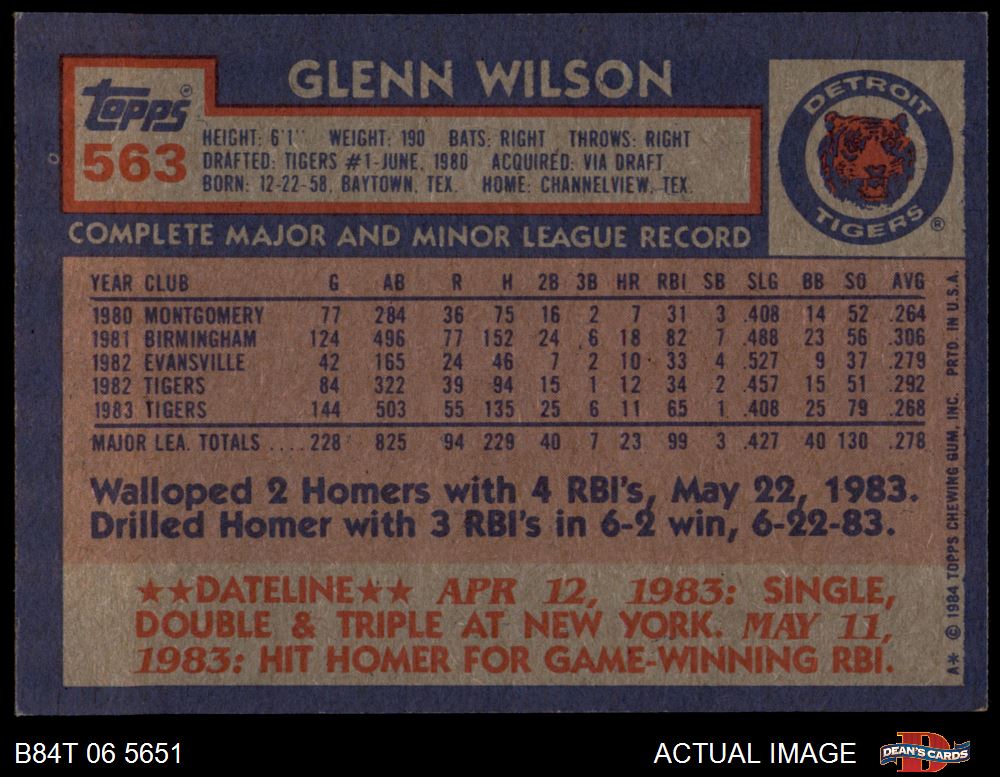 GLENN WILSON
Topps®
563
HEIGHT: 6'1" WEIGHT: 190 BATS: RIGHT THROWS: RIGHT
DRAFTED: TIGERS #1-JUNE, 1980 ACQUIRED: VIA DRAFT
BORN: 12-22-58, BAYTOWN, TEX. HOME: CHANNELVIEW, TEX.
DETROIT
TIGERS®
COMPLETE MAJOR AND MINOR LEAGUE RECORD
YEAR CLUB G AB R H 2B 3B HR RBI SB SLG BB SO AVG
1980 MONTGOMERY 77 284 36 75 16 2 7 31 3 .408 14 52 .264
1981 BIRMINGHAM 124 496 77 152 24 6 18 82 7 .488 23 56 .306
1982 EVANSVILLE 42 165 24 46 7 2 10 33 4 .527 9 37 .279
1982 TIGERS 84 322 39 94 15 1 12 34 2 .457 15 51 .292
1983 TIGERS 144 503 55 135 25 6 11 65 1 .408 25 79 .268
MAJOR LEA. TOTALS .... 228 825 94 229 40 7 23 99 3 .427 40 130 .278
Walloped 2 Homers with 4 RBI's, May 22, 1983.
Drilled Homer with 3 RBI's in 6-2 win, 6-22-83.
★★DATELINE★★ APR 12, 1983: SINGLE,
DOUBLE & TRIPLE AT NEW YORK. MAY 11,
1983: HIT HOMER FOR GAME-WINNING RBI.
A* © 1984 TOPPS CHEWING GUM, INC. PRTD. IN U.S.A.
B84T 06 5651
ACTUAL IMAGE
D
DEAN'S CARDS